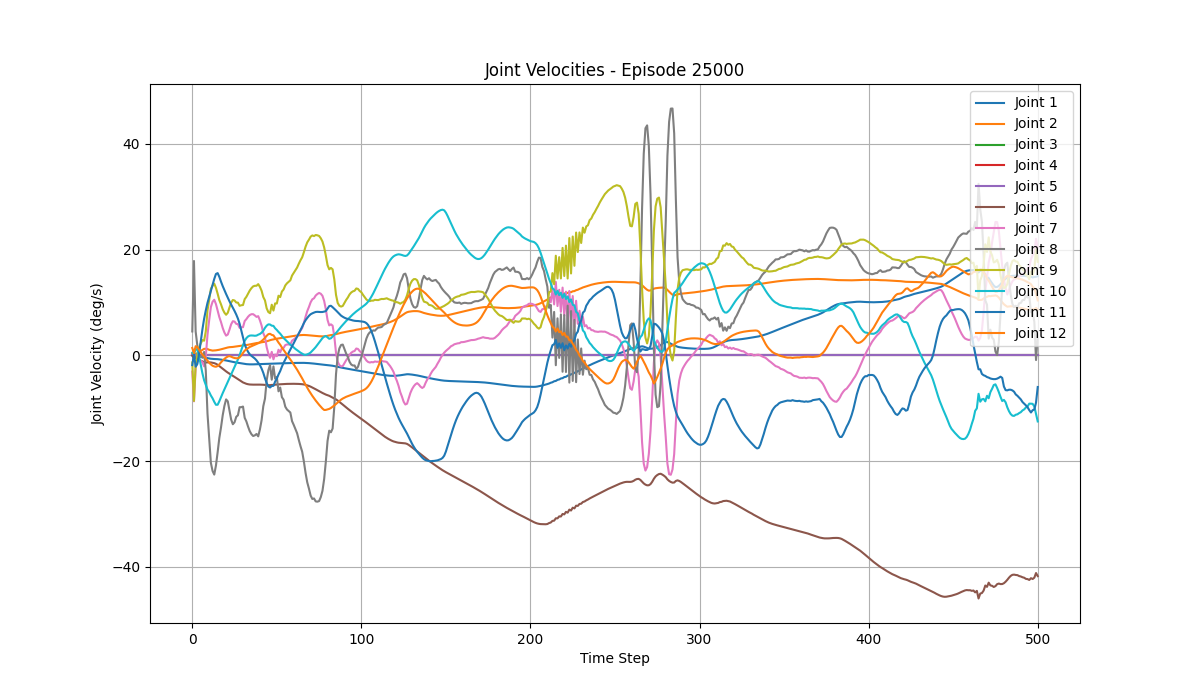 Joint Velocities - Episode 25000
Joint Velocity (deg/s)
40
20
0
−20
−40
0
100
200
300
400
500
Time Step
Joint 1
Joint 2
Joint 3
Joint 4
Joint 5
Joint 6
Joint 7
Joint 8
Joint 9
Joint 10
Joint 11
Joint 12